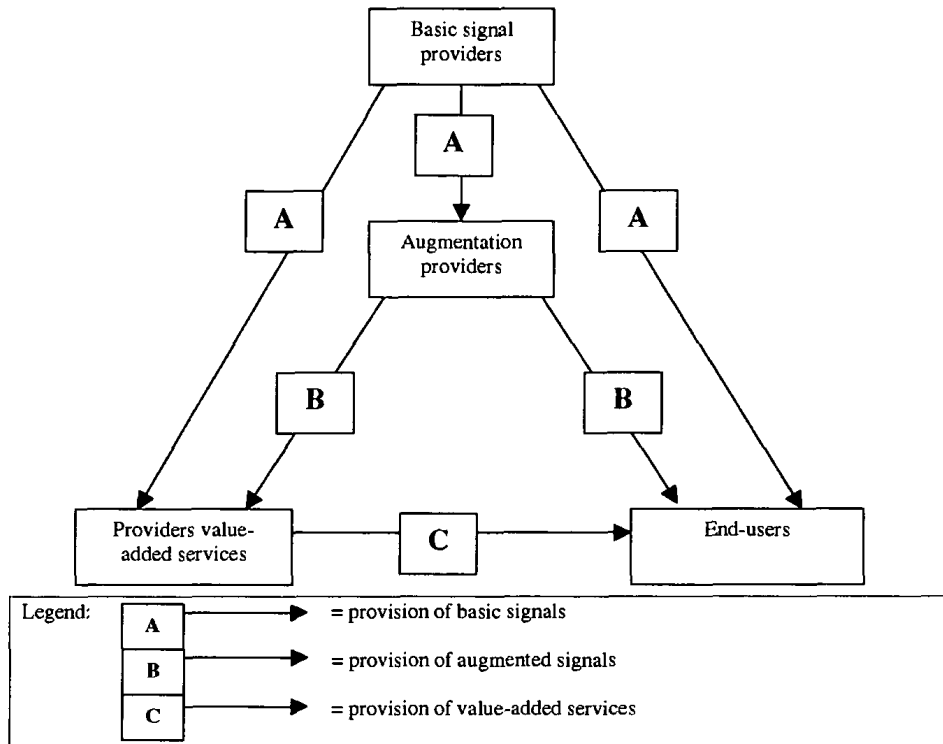 Basic signal
providers
A
A
A
Augmentation
providers
B
B
Providers value-
added services
C
End-users
Legend:
A
= provision of basic signals
B
= provision of augmented signals
C
= provision of value-added services